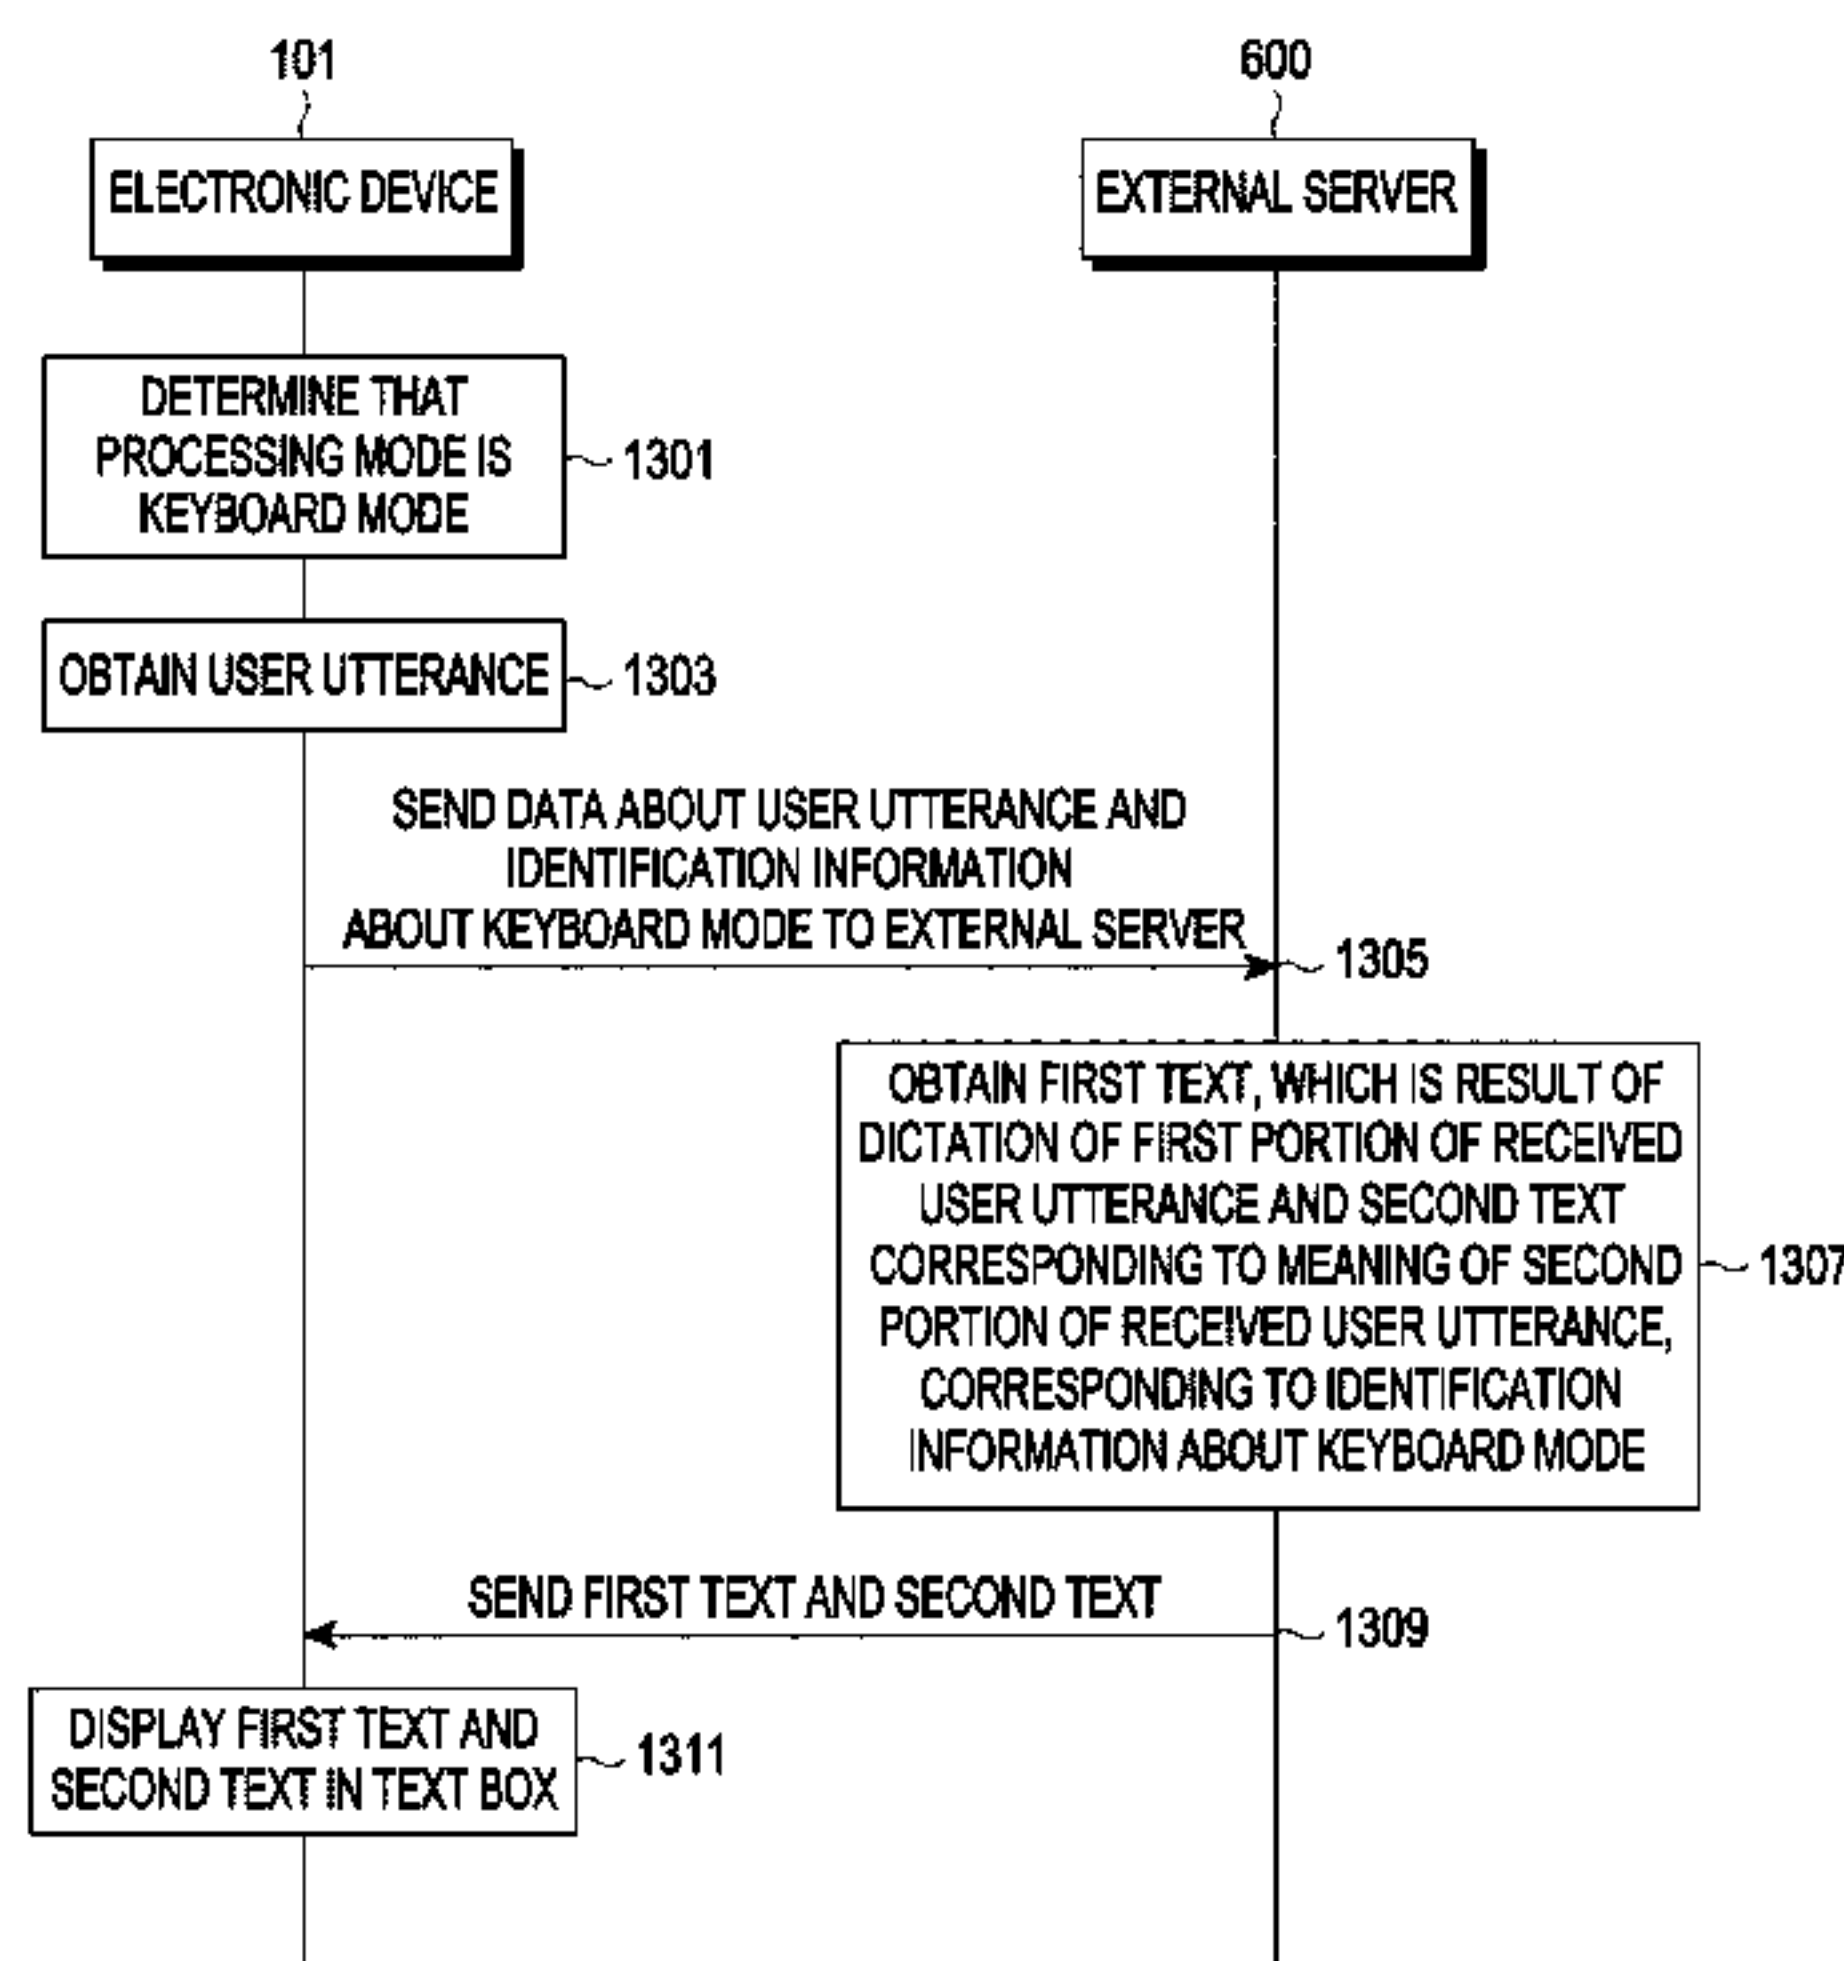 101
600
ELECTRONIC DEVICE
EXTERNAL SERVER
DETERMINE THAT
PROCESSING MODE IS
KEYBOARD MODE
1301
OBTAIN USER UTTERANCE
1303
SEND DATA ABOUT USER UTTERANCE AND
IDENTIFICATION INFORMATION
ABOUT KEYBOARD MODE TO EXTERNAL SERVER
1305
OBTAIN FIRST TEXT, WHICH IS RESULT OF
DICTATION OF FIRST PORTION OF RECEIVED
USER UTTERANCE AND SECOND TEXT
CORRESPONDING TO MEANING OF SECOND
PORTION OF RECEIVED USER UTTERANCE,
CORRESPONDING TO IDENTIFICATION
INFORMATION ABOUT KEYBOARD MODE
1307
SEND FIRST TEXT AND SECOND TEXT
1309
DISPLAY FIRST TEXT AND
SECOND TEXT IN TEXT BOX
1311